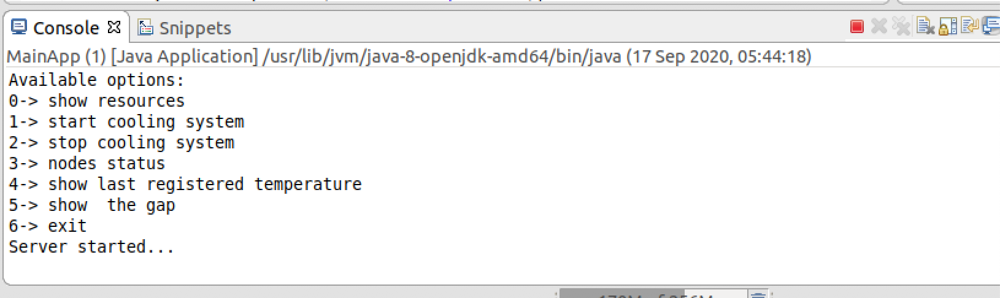 Console Snippets
MainApp (1) [Java Application] /usr/lib/jvm/java-8-openjdk-amd64/bin/java (17 Sep 2020, 05:44:18)
Available options:
0-> show resources
1-> start cooling system
2-> stop cooling system
3-> nodes status
4-> show last registered temperature
5-> show  the gap
6-> exit
Server started...